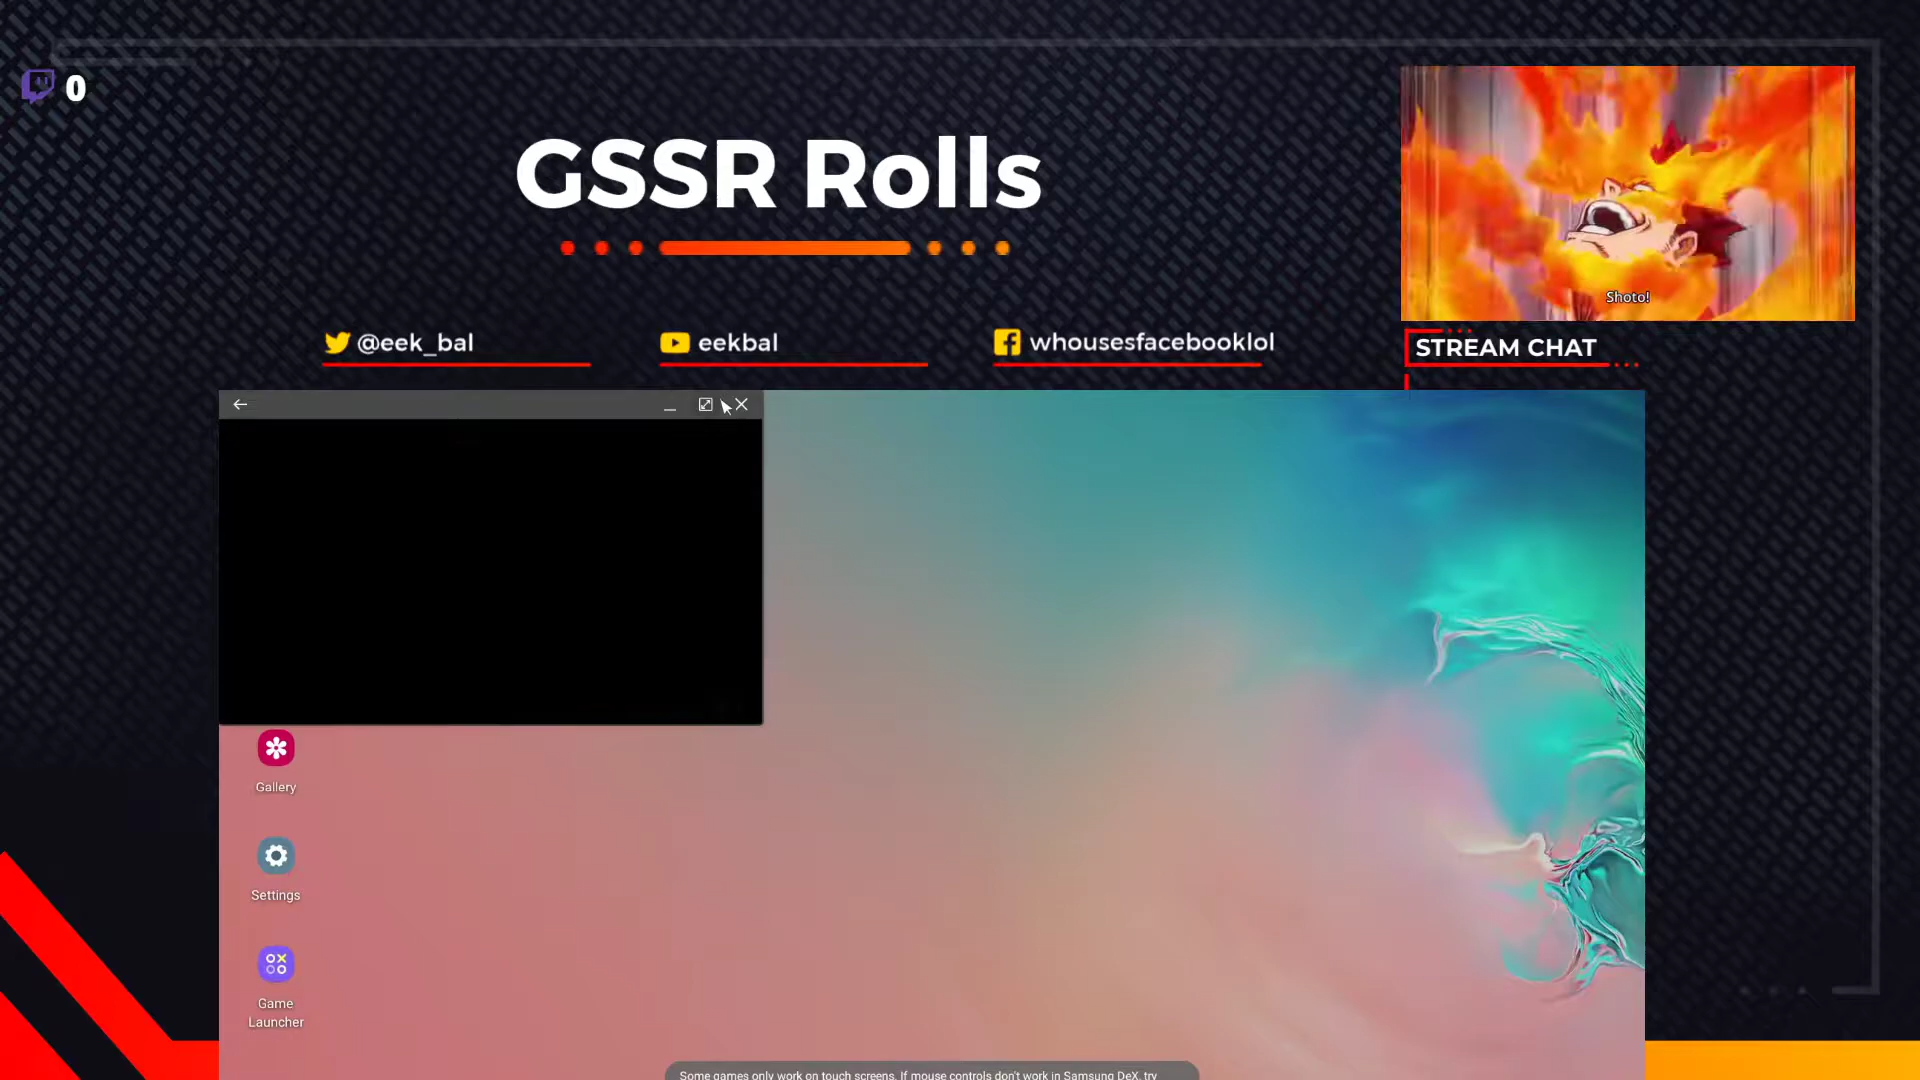 0
GSSR Rolls
Shoto!
@eek_bal
eekbal
whousesfacebooklol
STREAM CHAT
Gallery
Settings
Game
Launcher
Some games only work on touch screens. If mouse controls don't work in Samsung DeX, try